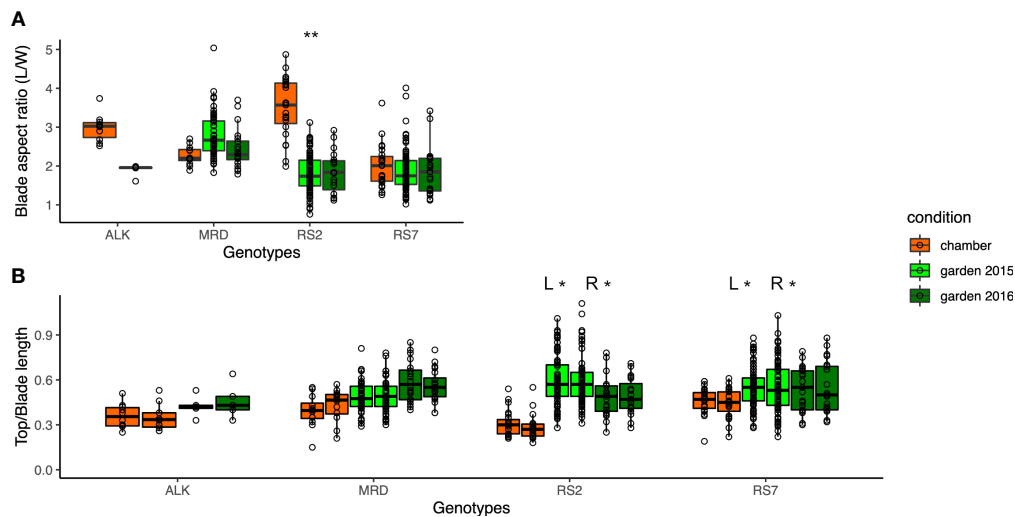 A
**
Blade aspect ratio (L/W)
5
4
3
2
1
ALK MRD RS2 RS7
Genotypes
condition
chamber
garden 2015
garden 2016
B
L * R * L * R *
Top/Blade length
0.9
0.6
0.3
0.0
ALK MRD RS2 RS7
Genotypes